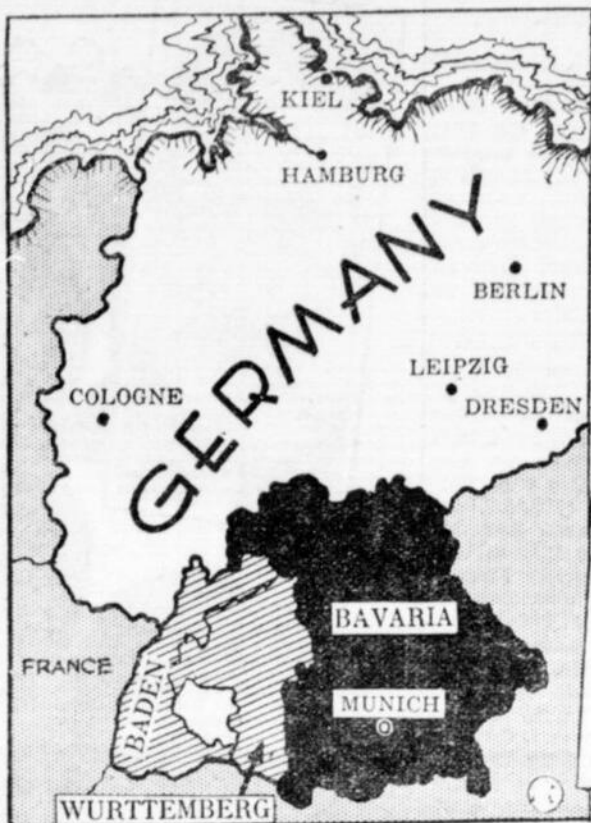 KIEL
HAMBURG
GERMANY
BERLIN
LEIPZIG
COLOGNE
DRESDEN
BAVARIA
FRANCE
BADEN
MUNICH
WURTTEMBERG